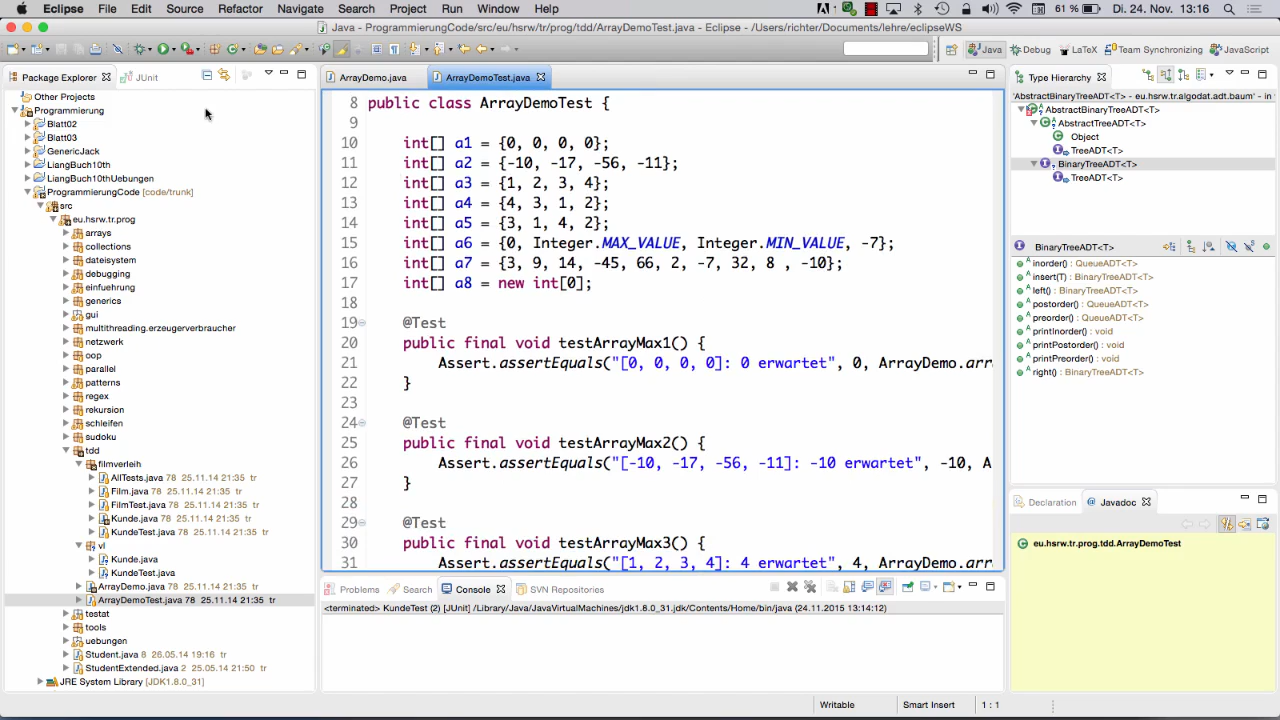 Eclipse File Edit Source Refactor Navigate Search Project Run Window Help 61 % Di. 24. Nov. 13:16
Java - ProgrammierungCode/src/eu/hsrw/tr/prog/tdd/ArrayDemoTest.java - Eclipse - /Users/richter/Documents/lehre/eclipseWS
Java Debug LaTeX Team Synchronizing JavaScript
Package Explorer JUnit
Other Projects
Programmierung
Blatt02
Blatt03
GenericJack
LiangBuch10th
LiangBuch10thUebungen
ProgrammierungCode [code/trunk]
src
eu.hsrw.tr.prog
arrays
collections
dateisystem
debugging
einfuehrung
generics
gui
multithreading.erzeugerverbraucher
netzwerk
oop
parallel
patterns
regex
rekursion
schleifen
sudoku
tdd
filmverleih
AllTests.java 78 25.11.14 21:35 tr
Film.java 78 25.11.14 21:35 tr
FilmTest.java 78 25.11.14 21:35 tr
Kunde.java 78 25.11.14 21:35 tr
KundeTest.java 78 25.11.14 21:35 tr
vl
Kunde.java
KundeTest.java
ArrayDemo.java 78 25.11.14 21:35 tr
ArrayDemoTest.java 78 25.11.14 21:35 tr
testat
tools
uebungen
Student.java 8 26.05.14 19:16 tr
StudentExtended.java 2 25.05.14 21:50 tr
JRE System Library [JDK1.8.0_31]
ArrayDemo.java ArrayDemoTest.java
8 public class ArrayDemoTest {
9
10 int[] a1 = {0, 0, 0, 0};
11 int[] a2 = {-10, -17, -56, -11};
12 int[] a3 = {1, 2, 3, 4};
13 int[] a4 = {4, 3, 1, 2};
14 int[] a5 = {3, 1, 4, 2};
15 int[] a6 = {0, Integer.MAX_VALUE, Integer.MIN_VALUE, -7};
16 int[] a7 = {3, 9, 14, -45, 66, 2, -7, 32, 8 , -10};
17 int[] a8 = new int[0];
18
19 @Test
20 public final void testArrayMax1() {
21 Assert.assertEquals("[0, 0, 0, 0]: 0 erwartet", 0, ArrayDemo.arr
22 }
23
24 @Test
25 public final void testArrayMax2() {
26 Assert.assertEquals("[-10, -17, -56, -11]: -10 erwartet", -10, A
27 }
28
29 @Test
30 public final void testArrayMax3() {
31 Assert.assertEquals("[1, 2, 3, 4]: 4 erwartet", 4, ArrayDemo.arr
Problems Search Console SVN Repositories
<terminated> KundeTest (2) [JUnit] /Library/Java/JavaVirtualMachines/jdk1.8.0_31.jdk/Contents/Home/bin/java (24.11.2015 13:14:12)
Type Hierarchy
'AbstractBinaryTreeADT<T> - eu.hsrw.tr.algodat.adt.baum' - in
AbstractBinaryTreeADT<T>
AbstractTreeADT<T>
Object
TreeADT<T>
BinaryTreeADT<T>
TreeADT<T>
BinaryTreeADT<T>
inorder() : QueueADT<T>
insert(T) : BinaryTreeADT<T>
left() : BinaryTreeADT<T>
postorder() : QueueADT<T>
preorder() : QueueADT<T>
printInorder() : void
printPostorder() : void
printPreorder() : void
right() : BinaryTreeADT<T>
Declaration @ Javadoc
eu.hsrw.tr.prog.tdd.ArrayDemoTest
Writable Smart Insert 1 : 1